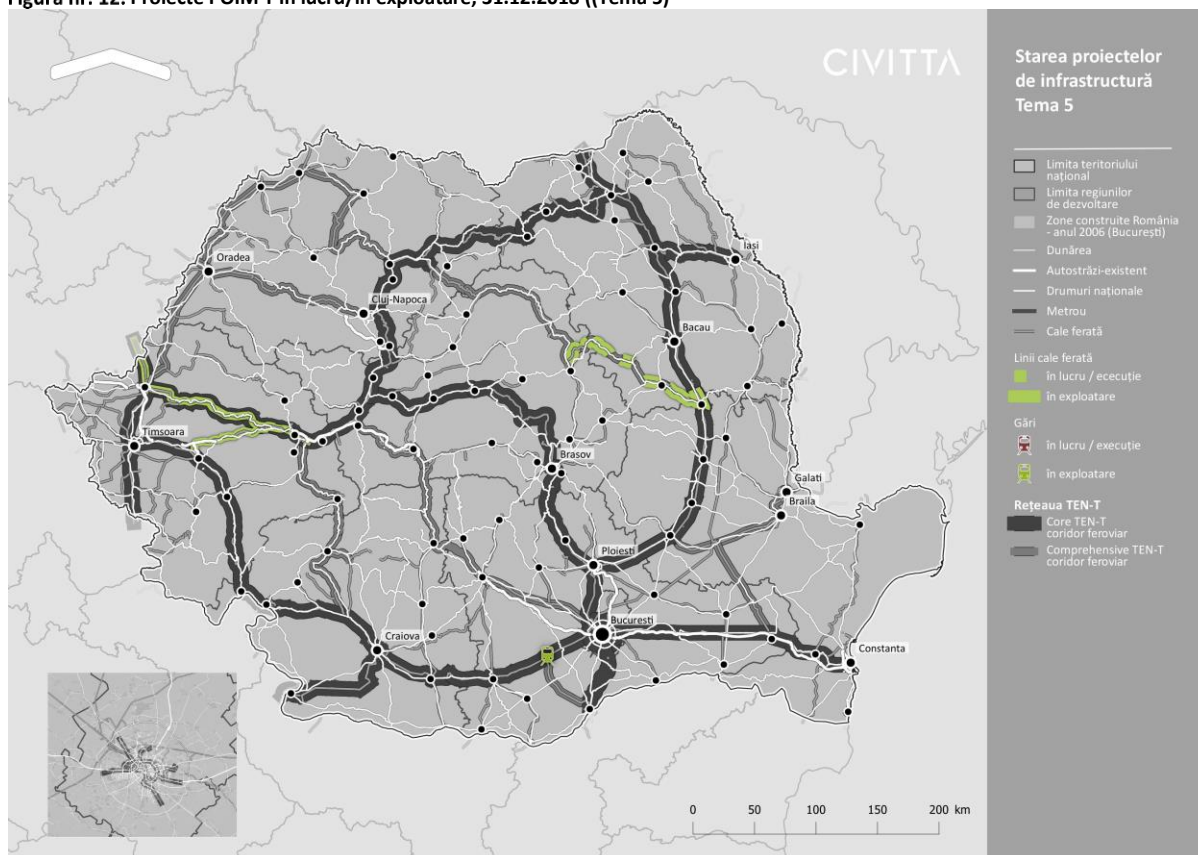 Figura nr. 12: Proiecte POIM PT în lucru/în exploatare, 31.12.2018 ((Tema 5)
CIVITTA
Starea proiectelor
de infrastructură
Tema 5
Limita teritoriului
național
Limita regiunilor
de dezvoltare
Zone construite România
- anul 2006 (București)
Dunărea
Autostrăzi-existent
Drumuri naționale
Metrou
Cale ferată
Linii cale ferată
în lucru / ececuție
în exploatare
Gări
în lucru / execuție
în exploatare
Rețeaua TEN-T
Core TEN-T
coridor feroviar
Comprehensive TEN-T
coridor feroviar
Iasi
Oradea
Cluj-Napoca
Bacau
Timsoara
Brasov
Galati
Braila
Ploiesti
Bucuresti
Craiova
Constanta
0 50 100 150 200 km